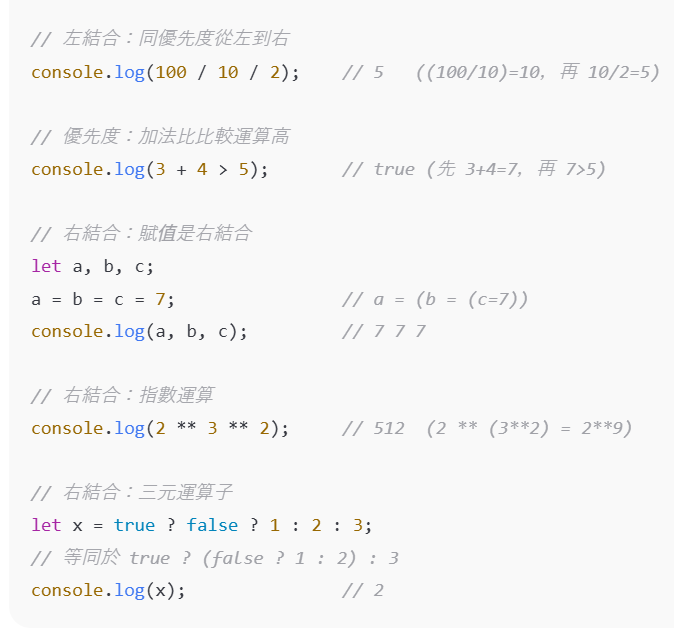 // 左結合：同優先度從左到右
console.log(100 / 10 / 2);    // 5   ((100/10)=10, 再 10/2=5)
// 優先度：加法比比較運算高
console.log(3 + 4 > 5);       // true (先 3+4=7, 再 7>5)
// 右結合：賦值是右結合
let a, b, c;
a = b = c = 7;                // a = (b = (c=7))
console.log(a, b, c);         // 7 7 7
// 右結合：指數運算
console.log(2 ** 3 ** 2);     // 512  (2 ** (3**2) = 2**9)
// 右結合：三元運算子
let x = true ? false ? 1 : 2 : 3;
// 等同於 true ? (false ? 1 : 2) : 3
console.log(x);               // 2